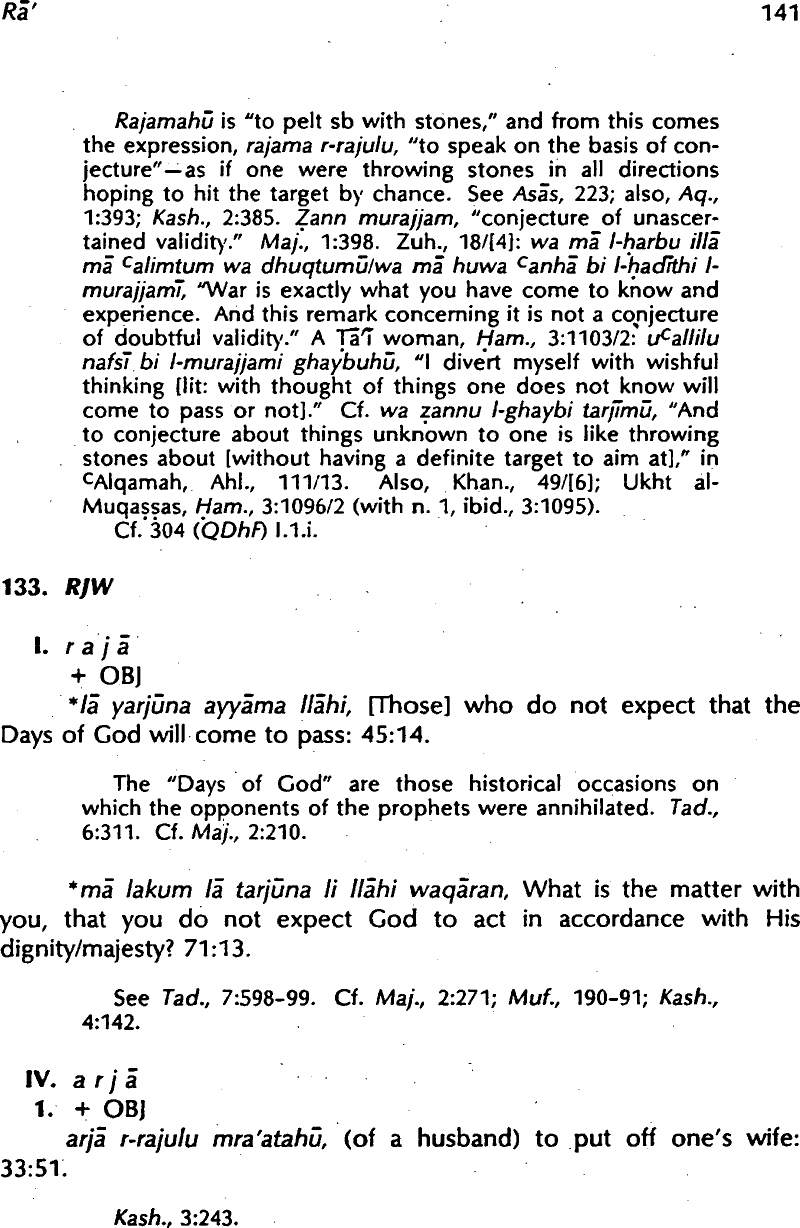 Rā' 141
Rajamahū is "to pelt sb with stones," and from this comes
the expression, rajama r-rajulu, "to speak on the basis of con-
jecture"—as if one were throwing stones in all directions
hoping to hit the target by chance. See Asās, 223; also, Aq.,
1:393; Kash., 2:385. Ẓann murajjam, "conjecture of unascer-
tained validity." Maj., 1:398. Zuh., 18/[4]: wa mā l-ḥarbu illā
mā ᶜalimtum wa dhuqtumū/wa mā huwa ᶜanhā bi l-ḥadīthi l-
murajjamī, "War is exactly what you have come to know and
experience. And this remark concerning it is not a conjecture
of doubtful validity." A Ṭā'ī woman, Ḥam., 3:1103/2: uᶜallilu
nafsī bi l-murajjami ghaybuhū, "I divert myself with wishful
thinking [lit: with thought of things one does not know will
come to pass or not]." Cf. wa ẓannu l-ghaybi tarjīmū, "And
to conjecture about things unknown to one is like throwing
stones about [without having a definite target to aim at]," in
ᶜAlqamah, Ahl., 111/13. Also, Khan., 49/[6]; Ukht al-
Muqaṣṣas, Ḥam., 3:1096/2 (with n. 1, ibid., 3:1095).
Cf. 304 (QDhF) I.1.i.
133. RJW
I. r a j ā
+ OBJ
*lā yarjūna ayyāma llāhi, [Those] who do not expect that the
Days of God will come to pass: 45:14.
The "Days of God" are those historical occasions on
which the opponents of the prophets were annihilated. Tad.,
6:311. Cf. Maj., 2:210.
*mā lakum lā tarjūna li llāhi waqāran, What is the matter with
you, that you do not expect God to act in accordance with His
dignity/majesty? 71:13.
See Tad., 7:598-99. Cf. Maj., 2:271; Muf., 190-91; Kash.,
4:142.
IV. a r j ā
1. + OBJ
arjā r-rajulu mra'atahū, (of a husband) to put off one's wife:
33:51.
Kash., 3:243.